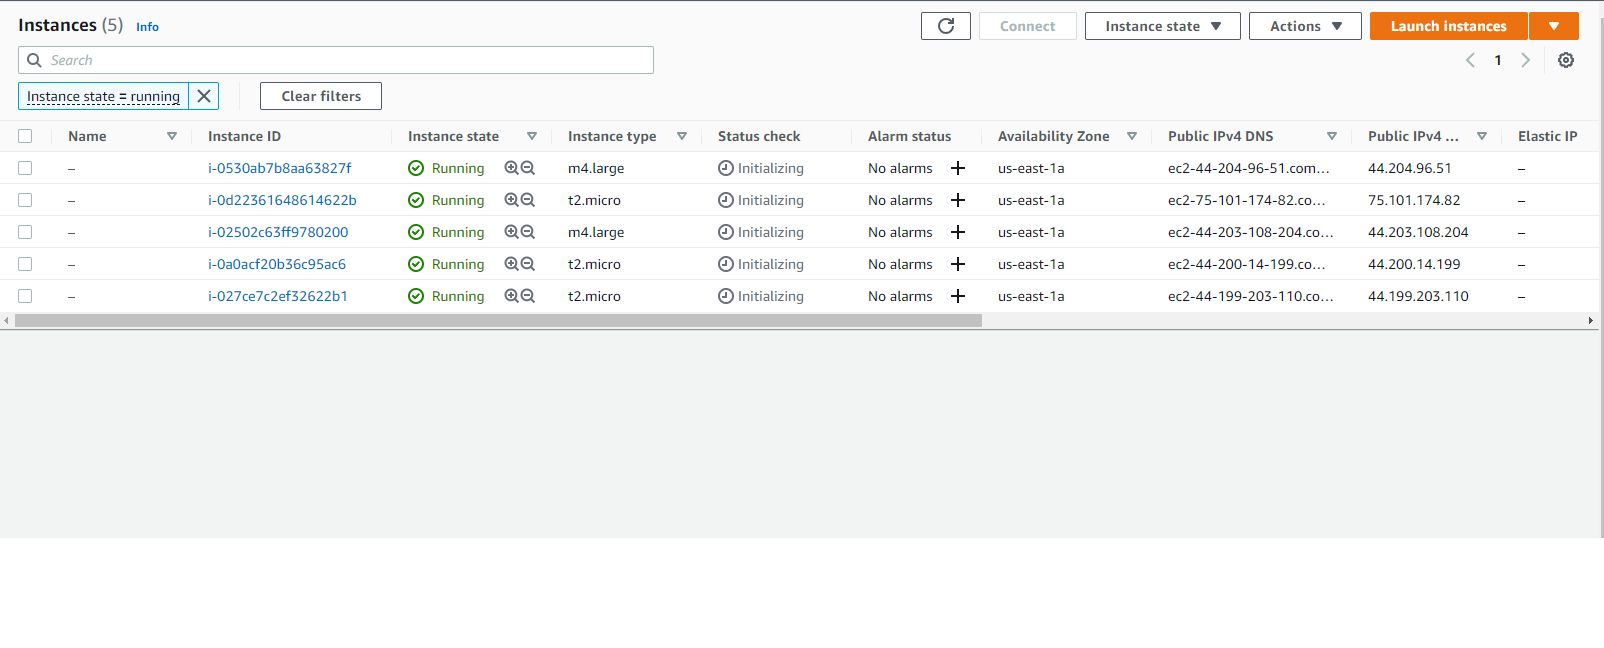 Instances (5) Info Connect Instance state Actions Launch instances
Search 1
Instance state = running Clear filters
Name Instance ID Instance state Instance type Status check Alarm status Availability Zone Public IPv4 DNS Public IPv4 ... Elastic IP
– i-0530ab7b8aa63827f Running m4.large Initializing No alarms + us-east-1a ec2-44-204-96-51.com... 44.204.96.51 –
– i-0d22361648614622b Running t2.micro Initializing No alarms + us-east-1a ec2-75-101-174-82.co... 75.101.174.82 –
– i-02502c63ff9780200 Running m4.large Initializing No alarms + us-east-1a ec2-44-203-108-204.co... 44.203.108.204 –
– i-0a0acf20b36c95ac6 Running t2.micro Initializing No alarms + us-east-1a ec2-44-200-14-199.co... 44.200.14.199 –
– i-027ce7c2ef32622b1 Running t2.micro Initializing No alarms + us-east-1a ec2-44-199-203-110.co... 44.199.203.110 –